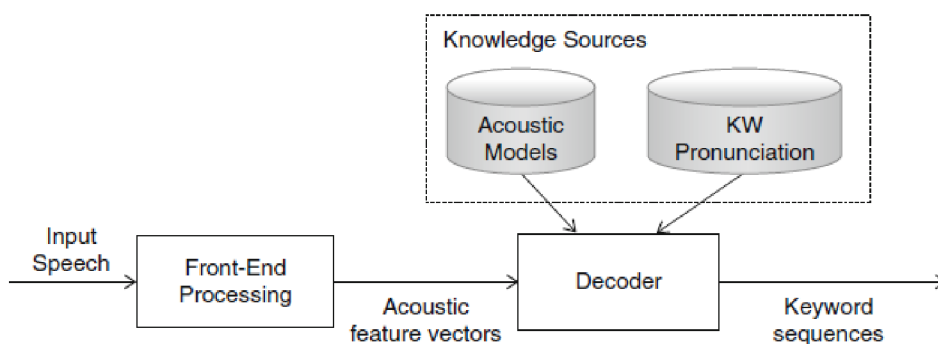 Knowledge Sources
Acoustic
Models
KW
Pronunciation
Input
Speech
Front-End
Processing
Acoustic
feature vectors
Decoder
Keyword
sequences